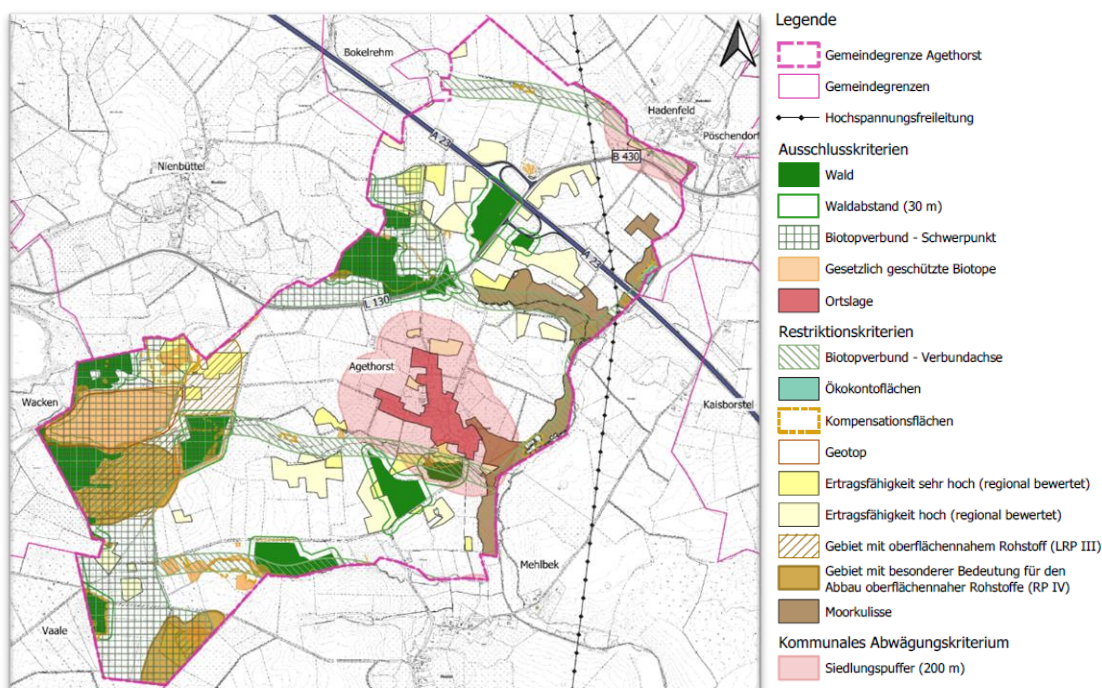 Bokelrehm
Hadenfeld
Pöschendorf
A 23
B 430
Nienbüttel
A 23
L 130
Agethorst
Wacken
Kaisborstel
Mehlbek
Vaale
Legende
Gemeindegrenze Agethorst
Gemeindegrenzen
Hochspannungsfreileitung
Ausschlusskriterien
Wald
Waldabstand (30 m)
Biotopverbund - Schwerpunkt
Gesetzlich geschützte Biotope
Ortslage
Restriktionskriterien
Biotopverbund - Verbundachse
Ökokontoflächen
Kompensationsflächen
Geotop
Ertragsfähigkeit sehr hoch (regional bewertet)
Ertragsfähigkeit hoch (regional bewertet)
Gebiet mit oberflächennahem Rohstoff (LRP III)
Gebiet mit besonderer Bedeutung für den
Abbau oberflächennaher Rohstoffe (RP IV)
Moorkulisse
Kommunales Abwägungskriterium
Siedlungspuffer (200 m)